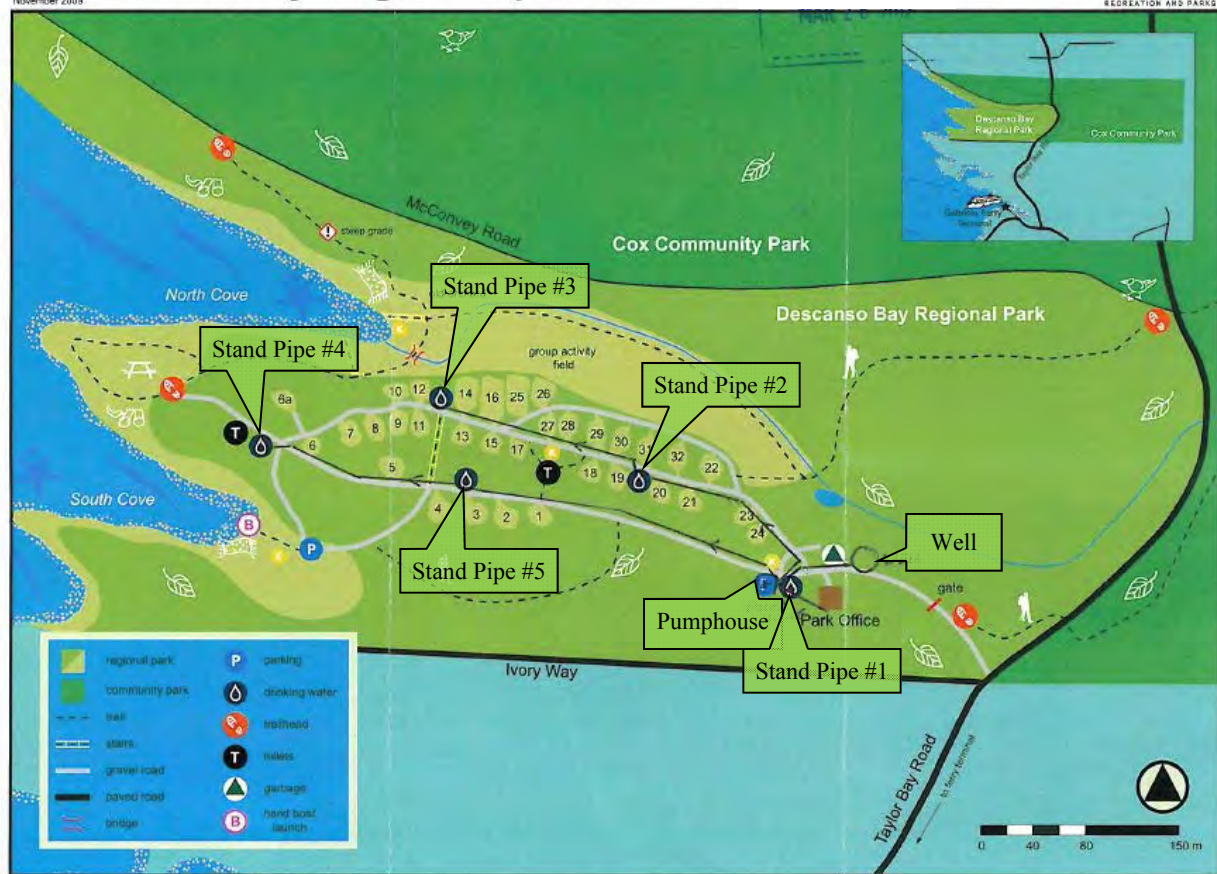 November 2009
RECREATION AND PARKS
Descanso Bay
Regional Park
Cox Community Park
Taylor Bay Road
Gabriola Ferry
Terminal
McConvey Road
steep grade
Cox Community Park
North Cove
Stand Pipe #3
Descanso Bay Regional Park
Stand Pipe #4
group activity
field
Stand Pipe #2
6a
10
12
14
16
25
26
7
8
9
11
13
15
17
27
28
29
30
31
32
22
6
5
18
19
20
21
T
T
K
K
South Cove
4
3
2
1
23
24
B
K
P
Stand Pipe #5
K
Well
gate
Pumphouse
Park Office
Stand Pipe #1
Ivory Way
regional park
community park
trail
stairs
gravel road
paved road
bridge
P
parking
drinking water
trailhead
T
toilets
garbage
B
hand boat
launch
Taylor Bay Road
to ferry terminal
0
40
80
150 m